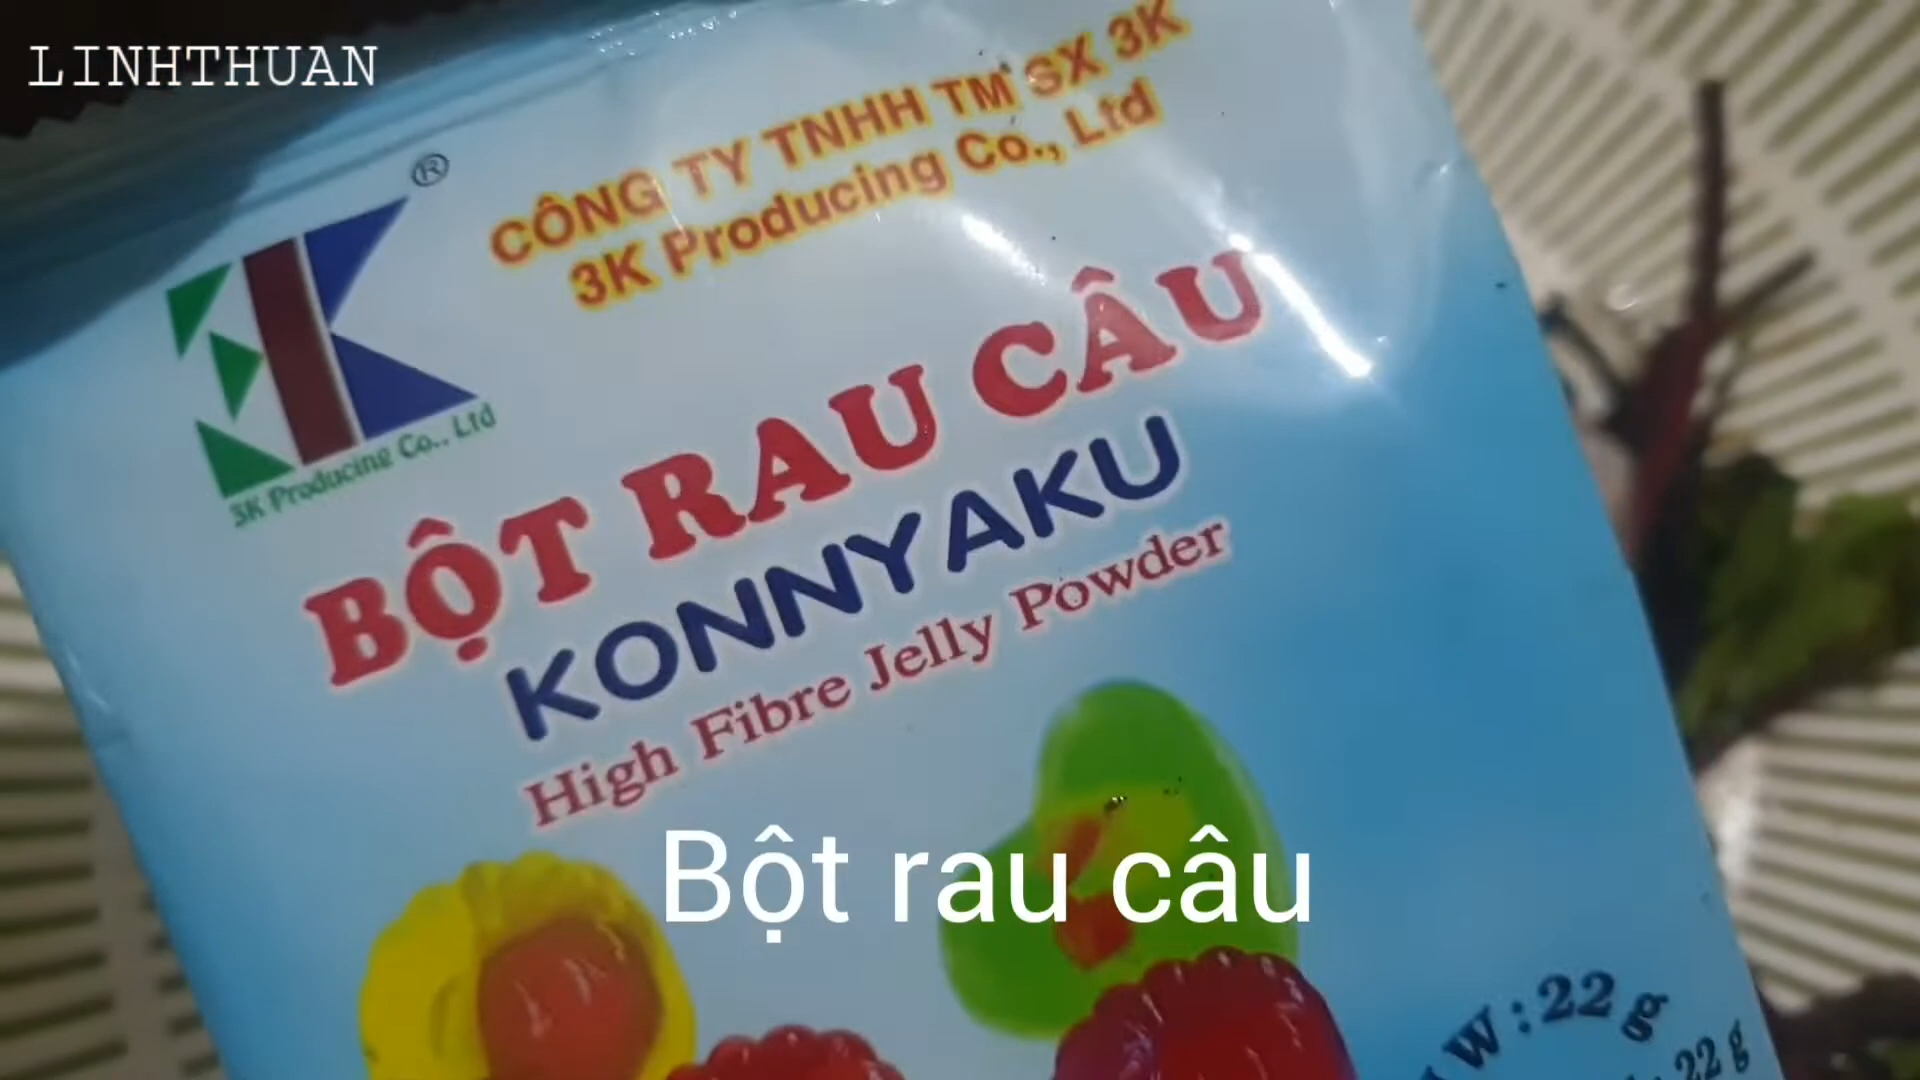 LINHTHUAN
CÔNG TY TNHH TM SX 3K
3K Producing Co., Ltd
®
3K Producing Co., Ltd
BỘT RAU CÂU
KONNYAKU
High Fibre Jelly Powder
Bột rau câu
W : 22 g
: 22 g